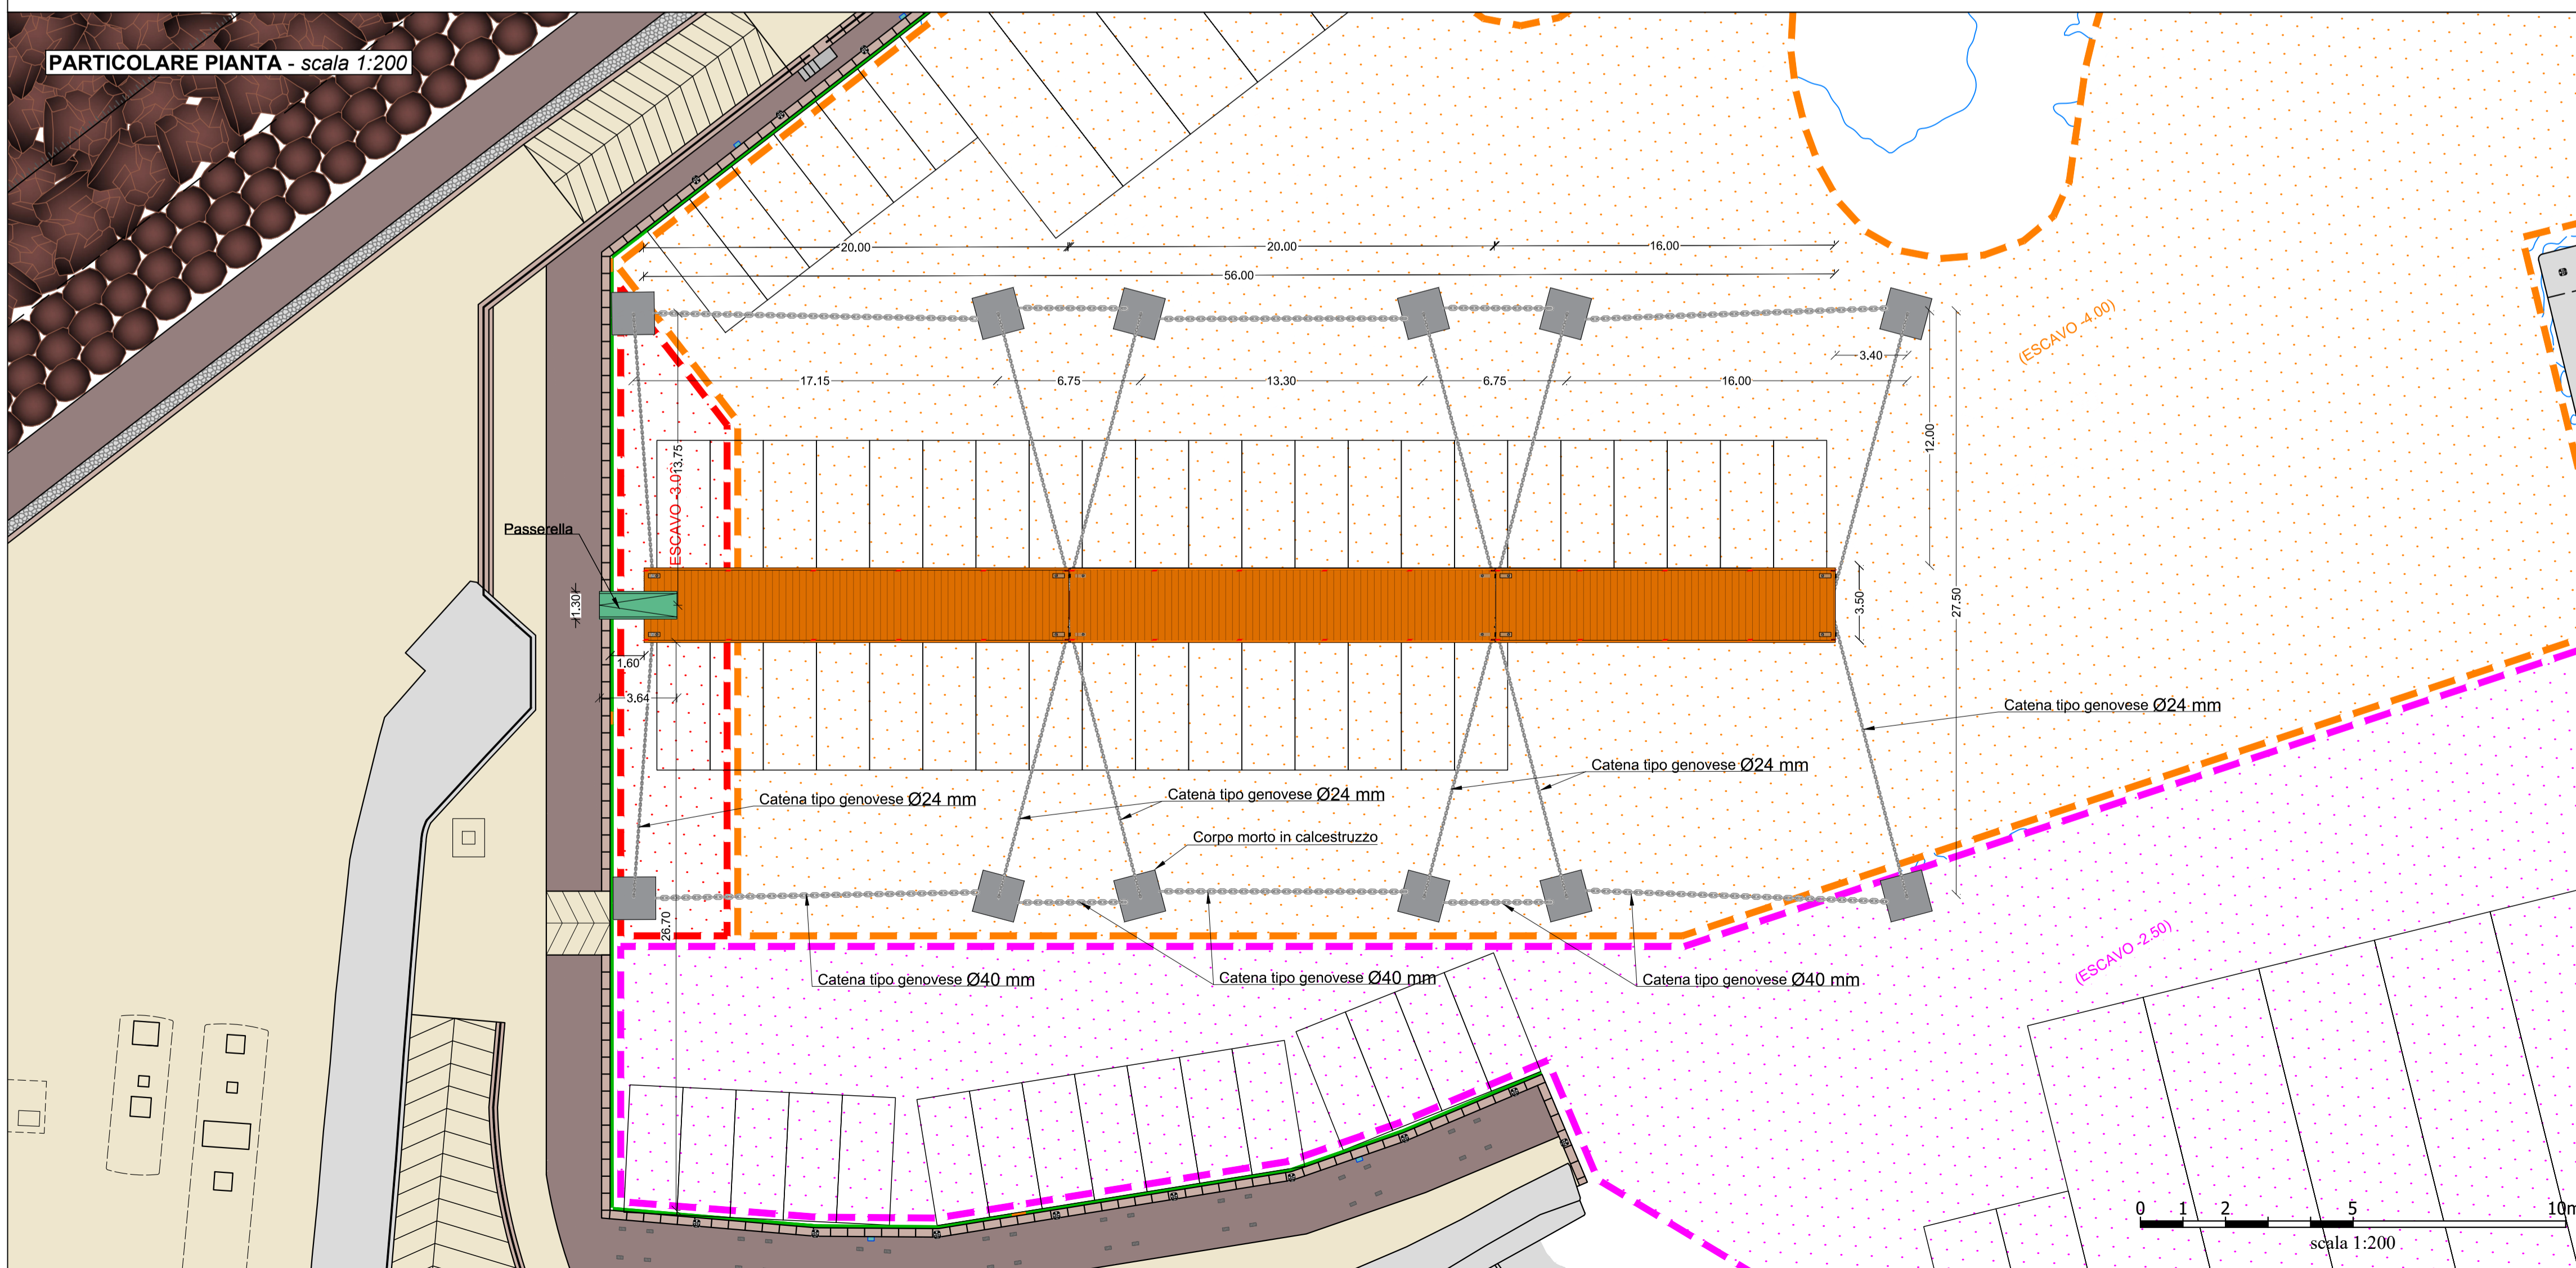 PARTICOLARE PIANTA - scala 1:200
20.00
20.00
16.00
56.00
(ESCAVO -4.00)
3.40
17.15
6.75
13.30
6.75
16.00
12.00
13.75
Passerella
1.30
3.50
27.50
1.60
3.64
Catena tipo genovese Ø24 mm
Catena tipo genovese Ø24 mm
Catena tipo genovese Ø24 mm
Catena tipo genovese Ø24 mm
Corpo morto in calcestruzzo
26.70
(ESCAVO -2.50)
Catena tipo genovese Ø40 mm
Catena tipo genovese Ø40 mm
Catena tipo genovese Ø40 mm
0 1 2 5 10m
scala 1:200